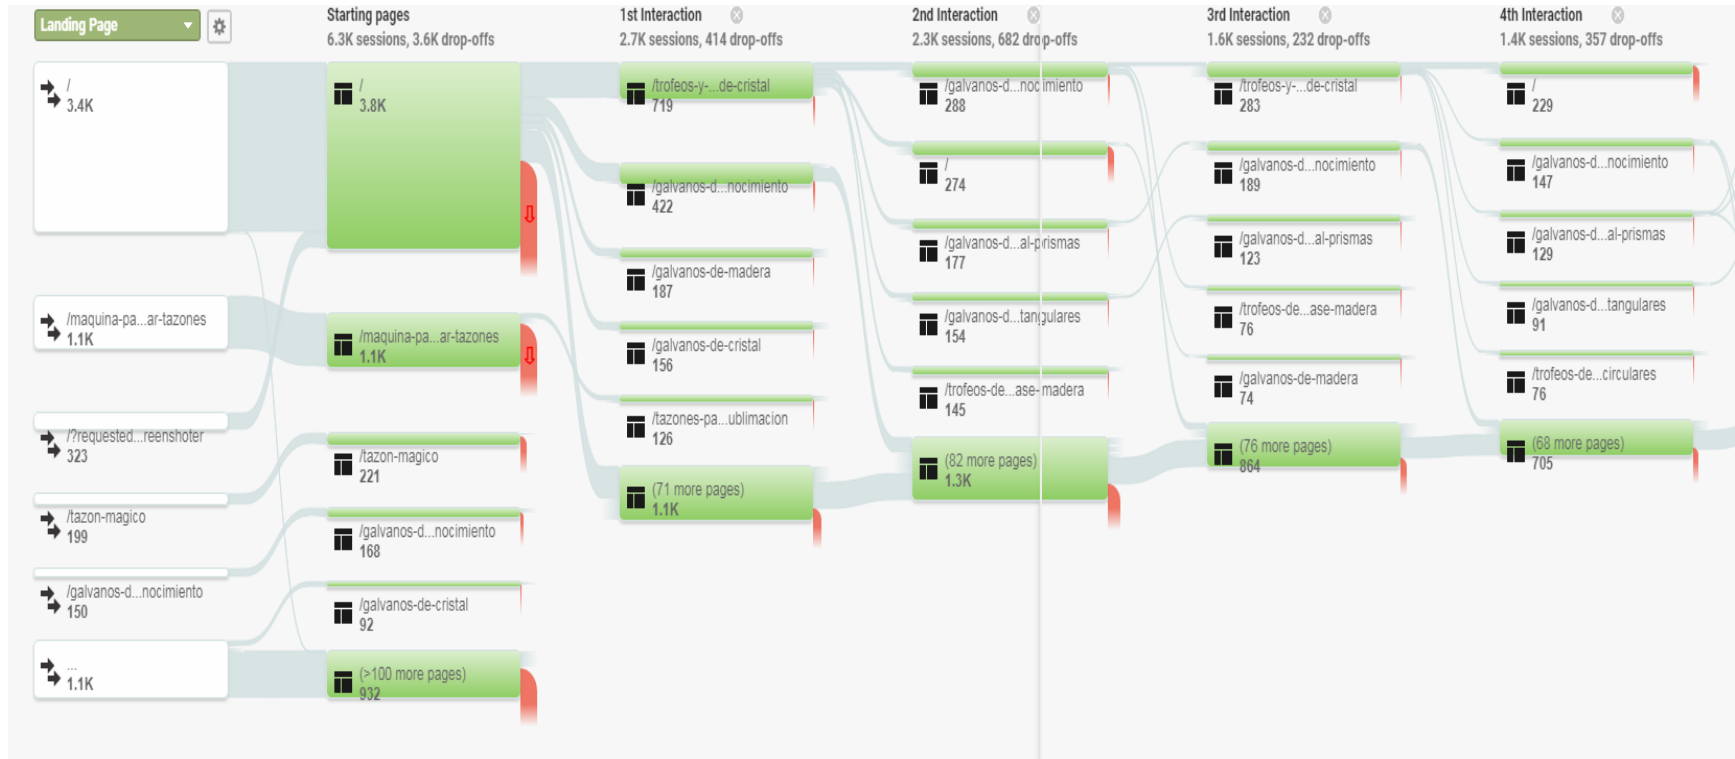 Landing Page
Starting pages
6.3K sessions, 3.6K drop-offs
1st Interaction
2.7K sessions, 414 drop-offs
2nd Interaction
2.3K sessions, 682 drop-offs
3rd Interaction
1.6K sessions, 232 drop-offs
4th Interaction
1.4K sessions, 357 drop-offs
/
3.4K
/maquina-pa...ar-tazones
1.1K
/?requested...reenshoter
323
/tazon-magico
199
/galvanos-d...nocimiento
150
...
1.1K
/
3.8K
/maquina-pa...ar-tazones
1.1K
/tazon-magico
221
/galvanos-d...nocimiento
168
/galvanos-de-cristal
92
(>100 more pages)
932
/trofeos-y-...de-cristal
719
/galvanos-d...nocimiento
422
/galvanos-de-madera
187
/galvanos-de-cristal
156
/tazones-pa...ublimacion
126
(71 more pages)
1.1K
/galvanos-d...nocimiento
288
/
274
/galvanos-d...al-prismas
177
/galvanos-d...tangulares
154
/trofeos-de...ase-madera
145
(82 more pages)
1.3K
/trofeos-y-...de-cristal
283
/galvanos-d...nocimiento
189
/galvanos-d...al-prismas
123
/trofeos-de...ase-madera
76
/galvanos-de-madera
74
(76 more pages)
864
/
229
/galvanos-d...nocimiento
147
/galvanos-d...al-prismas
129
/galvanos-d...tangulares
91
/trofeos-de...circulares
76
(68 more pages)
705